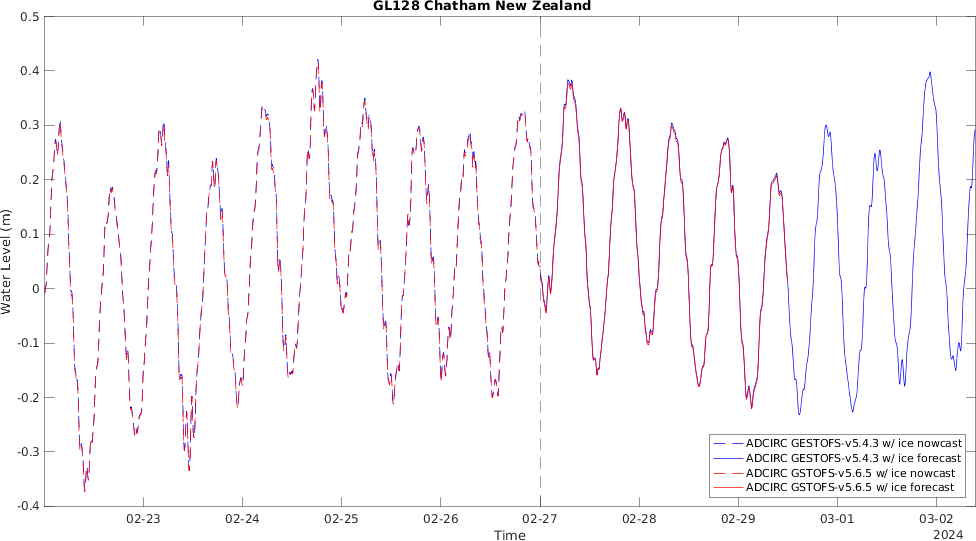 GL128 Chatham New Zealand
0.5
0.4
0.3
0.2
0.1
0
-0.1
-0.2
-0.3
-0.4
Water Level (m)
ADCIRC GESTOFS-v5.4.3 w/ ice nowcast
ADCIRC GESTOFS-v5.4.3 w/ ice forecast
ADCIRC GSTOFS-v5.6.5 w/ ice nowcast
ADCIRC GSTOFS-v5.6.5 w/ ice forecast
02-23 02-24 02-25 02-26 02-27 02-28 02-29 03-01 03-02
Time
2024